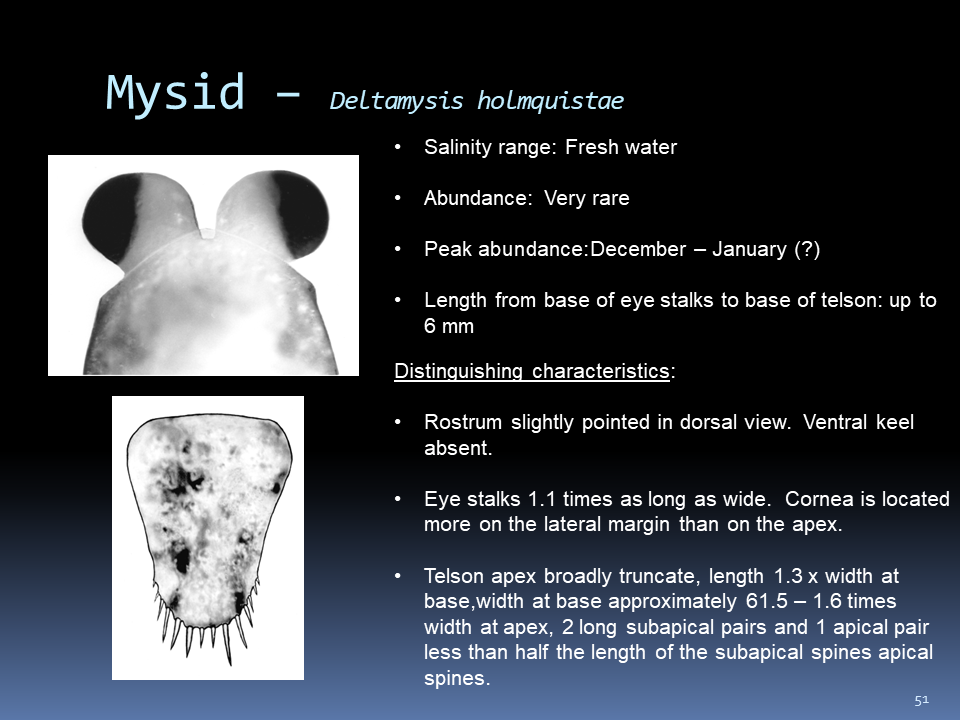 Mysid – Deltamysis holmquistae
• Salinity range: Fresh water
• Abundance: Very rare
• Peak abundance:December – January (?)
• Length from base of eye stalks to base of telson: up to
6 mm
Distinguishing characteristics:
• Rostrum slightly pointed in dorsal view. Ventral keel
absent.
• Eye stalks 1.1 times as long as wide. Cornea is located
more on the lateral margin than on the apex.
• Telson apex broadly truncate, length 1.3 x width at
base,width at base approximately 61.5 – 1.6 times
width at apex, 2 long subapical pairs and 1 apical pair
less than half the length of the subapical spines apical
spines.
51